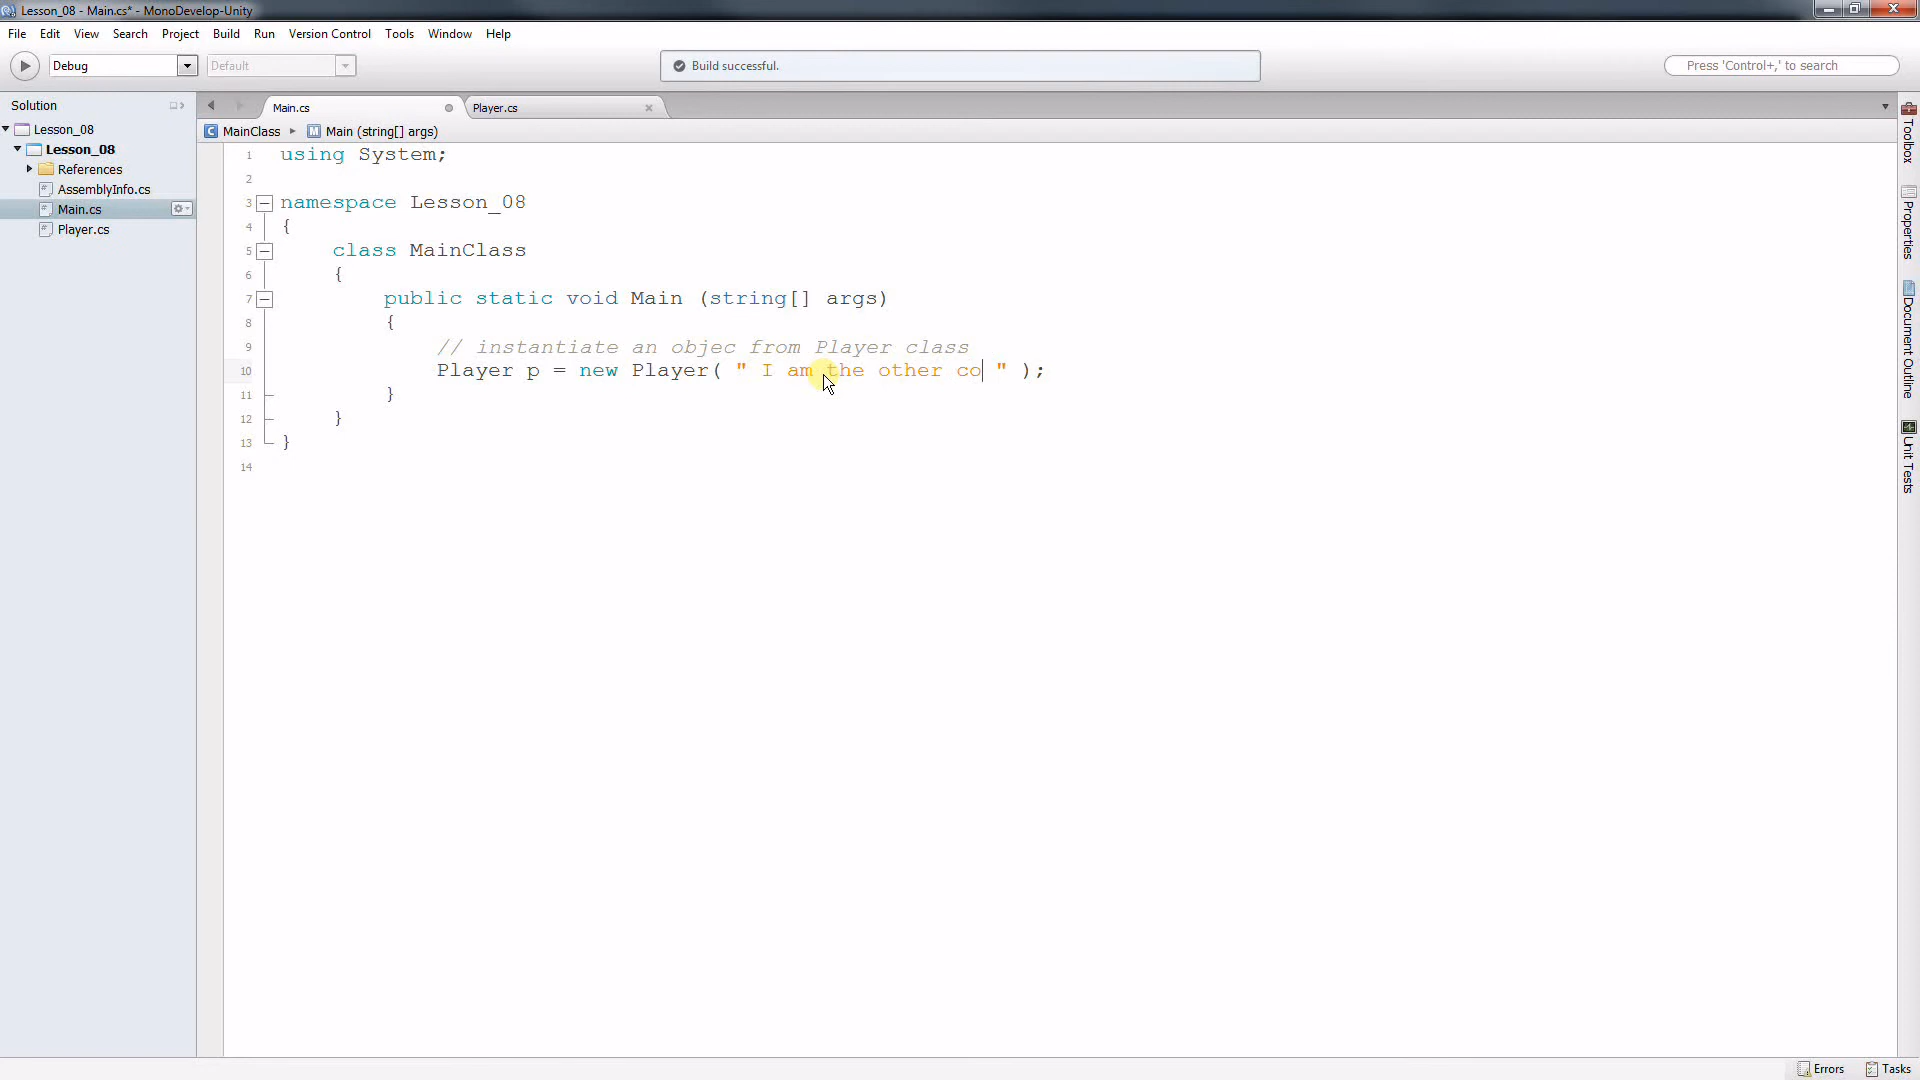 Lesson_08 - Main.cs* - MonoDevelop-Unity
File Edit View Search Project Build Run Version Control Tools Window Help
Debug Default Build successful. Press 'Control+,' to search
Solution Main.cs Player.cs
MainClass Main (string[] args)
Lesson_08
Lesson_08
References
AssemblyInfo.cs
Main.cs
Player.cs
1 using System;
2
3 namespace Lesson_08
4 {
5 class MainClass
6 {
7 public static void Main (string[] args)
8 {
9 // instantiate an objec from Player class
10 Player p = new Player( " I am the other co " );
11 }
12 }
13 }
14
Toolbox
Properties
Document Outline
Unit Tests
Errors Tasks